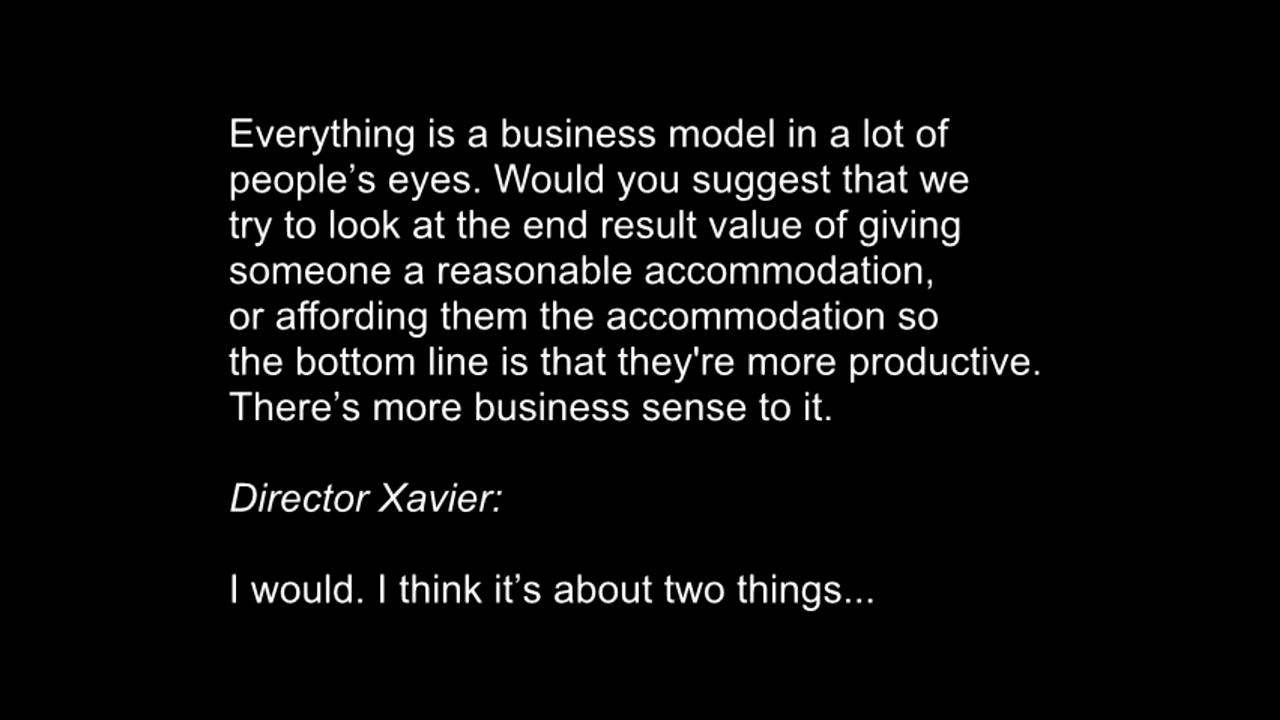 Everything is a business model in a lot of
people’s eyes. Would you suggest that we
try to look at the end result value of giving
someone a reasonable accommodation,
or affording them the accommodation so
the bottom line is that they're more productive.
There’s more business sense to it.
Director Xavier:
I would. I think it’s about two things...